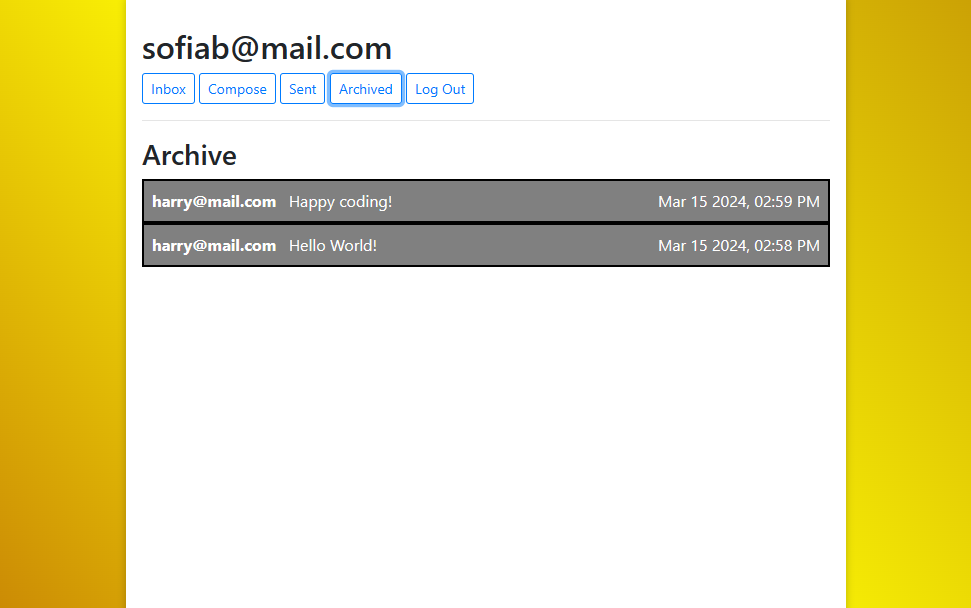 sofiab@mail.com
Inbox Compose Sent Archived Log Out
Archive
harry@mail.com Happy coding! Mar 15 2024, 02:59 PM
harry@mail.com Hello World! Mar 15 2024, 02:58 PM